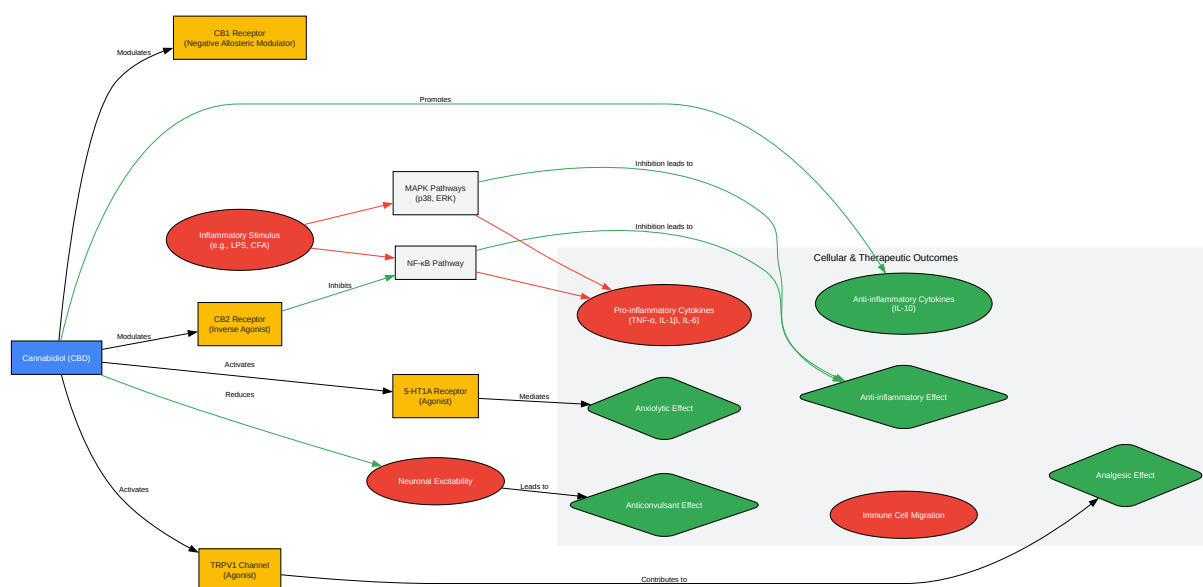 CB1 Receptor
(Negative Allosteric Modulator)
Modulates
Promotes
Inhibition leads to
MAPK Pathways
(p38, ERK)
Inflammatory Stimulus
(e.g., LPS, CFA)
Inhibition leads to
NF-κB Pathway
Cellular & Therapeutic Outcomes
Inhibits
Anti-inflammatory Cytokines
(IL-10)
Pro-inflammatory Cytokines
(TNF-α, IL-1β, IL-6)
CB2 Receptor
(Inverse Agonist)
Modulates
Cannabidiol (CBD)
Activates
5-HT1A Receptor
(Agonist)
Mediates
Anxiolytic Effect
Anti-inflammatory Effect
Reduces
Neuronal Excitability
Leads to
Anticonvulsant Effect
Immune Cell Migration
Analgesic Effect
Activates
TRPV1 Channel
(Agonist)
Contributes to